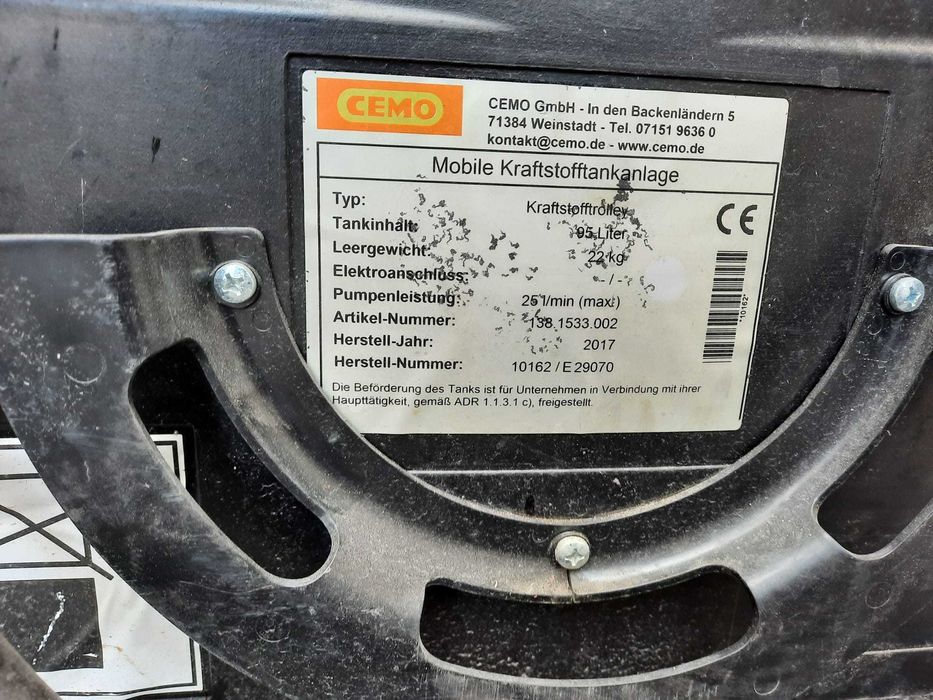 CEMO
CEMO GmbH - In den Backenländern 5
71384 Weinstadt - Tel. 07151 9636 0
kontakt@cemo.de - www.cemo.de
Mobile Kraftstofftankanlage
Typ: Kraftstofftrolley
Tankinhalt: 95 Liter
Leergewicht: 22 kg
Elektroanschluss: - / -
Pumpenleistung: 25 l/min (max.)
Artikel-Nummer: 138.1533.002
Herstell-Jahr: 2017
Herstell-Nummer: 10162 / E 29070
CE
*10162*
Die Beförderung des Tanks ist für Unternehmen in Verbindung mit ihrer
Haupttätigkeit, gemäß ADR 1.1.3.1 c), freigestellt.